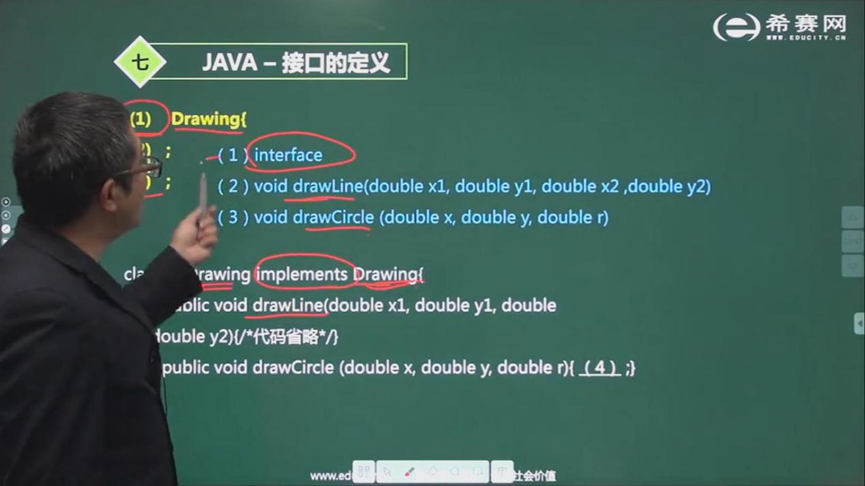 希赛网
WWW.EDUCITY.CN
七 JAVA – 接口的定义
(1) Drawing{
;
( 1 ) interface
;
( 2 ) void drawLine(double x1, double y1, double x2 ,double y2)
( 3 ) void drawCircle (double x, double y, double r)
rawing implements Drawing{
void drawLine(double x1, double y1, double
double y2){/*代码省略*/}
public void drawCircle (double x, double y, double r){ ( 4 ) ;}
社会价值